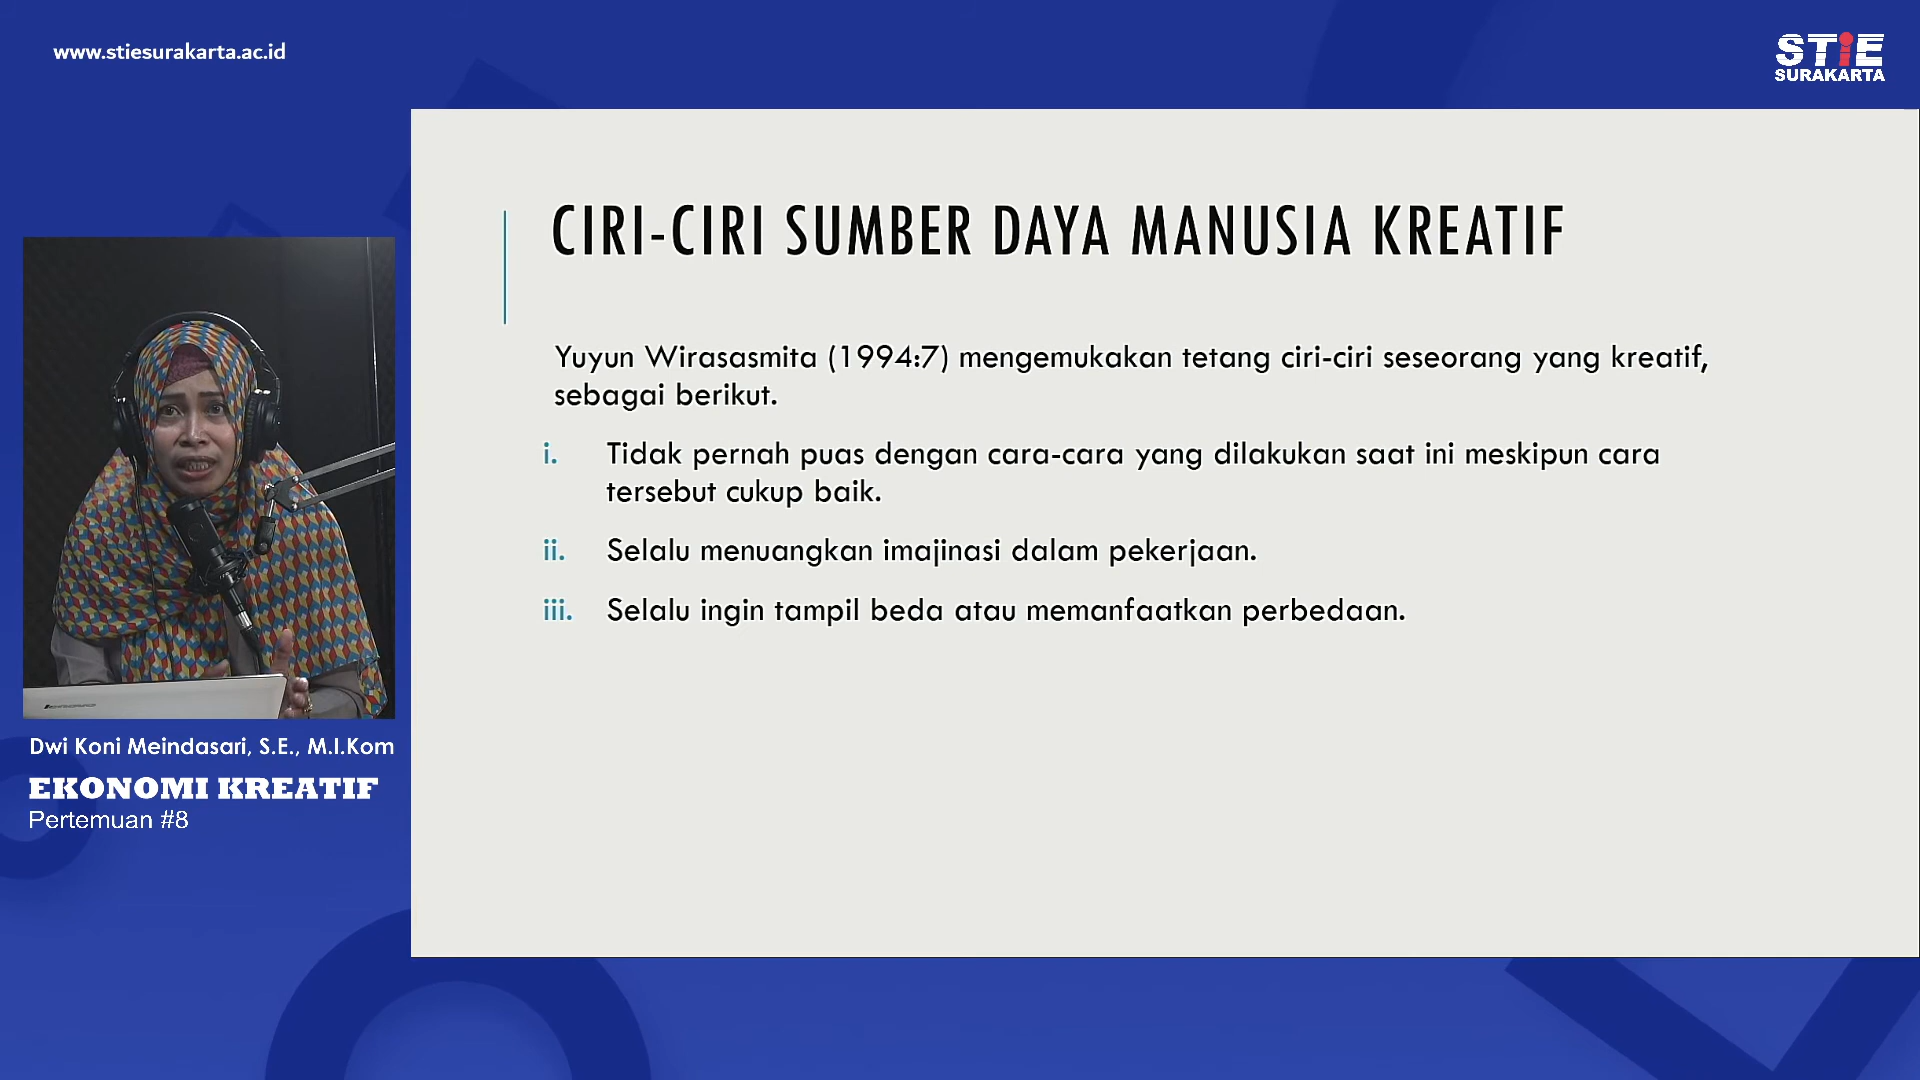 www.stiesurakarta.ac.id
STiE
SURAKARTA
CIRI-CIRI SUMBER DAYA MANUSIA KREATIF
Yuyun Wirasasmita (1994:7) mengemukakan tetang ciri-ciri seseorang yang kreatif,
sebagai berikut.
i. Tidak pernah puas dengan cara-cara yang dilakukan saat ini meskipun cara
tersebut cukup baik.
ii. Selalu menuangkan imajinasi dalam pekerjaan.
iii. Selalu ingin tampil beda atau memanfaatkan perbedaan.
Dwi Koni Meindasari, S.E., M.I.Kom
EKONOMI KREATIF
Pertemuan #8